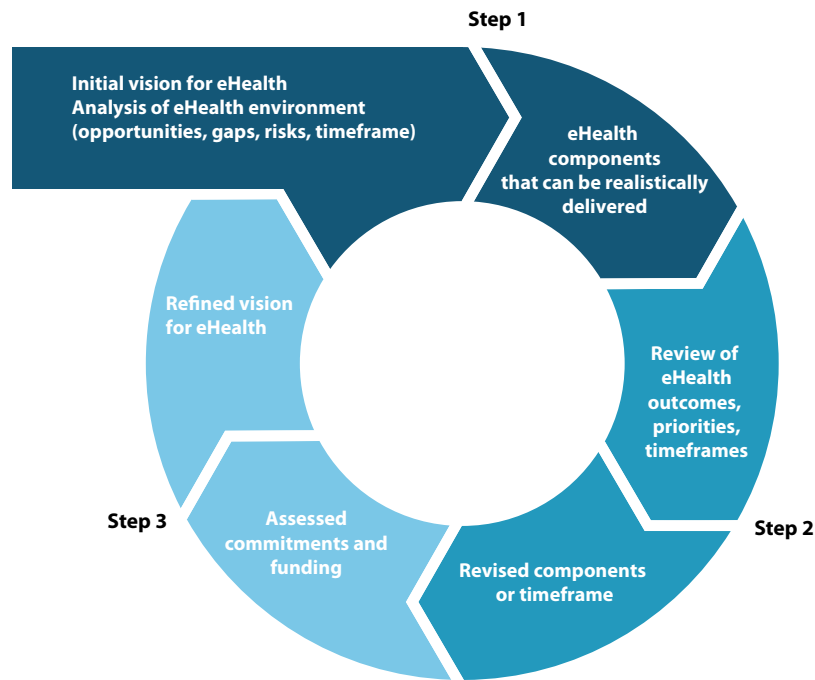 Step 1
Initial vision for eHealth
Analysis of eHealth environment
(opportunities, gaps, risks, timeframe)
eHealth
components
that can be realistically
delivered
Review of
eHealth
outcomes,
priorities,
timeframes
Step 2
Revised components
or timeframe
Assessed
commitments and
funding
Step 3
Refined vision
for eHealth